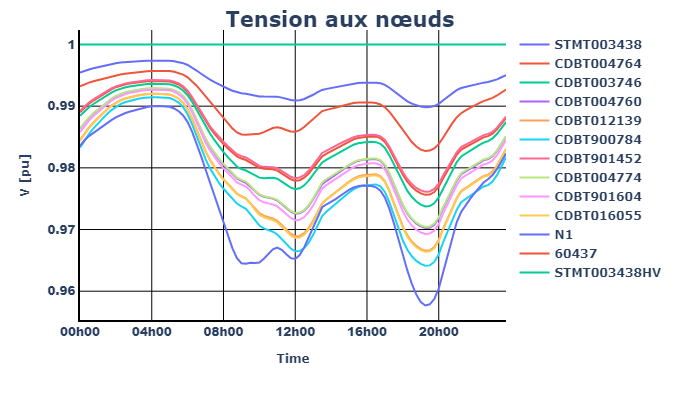 Tension aux nœuds
1
0.99
0.98
0.97
0.96
V [pu]
00h00 04h00 08h00 12h00 16h00 20h00
Time
STMT003438
CDBT004764
CDBT003746
CDBT004760
CDBT012139
CDBT900784
CDBT901452
CDBT004774
CDBT901604
CDBT016055
N1
60437
STMT003438HV